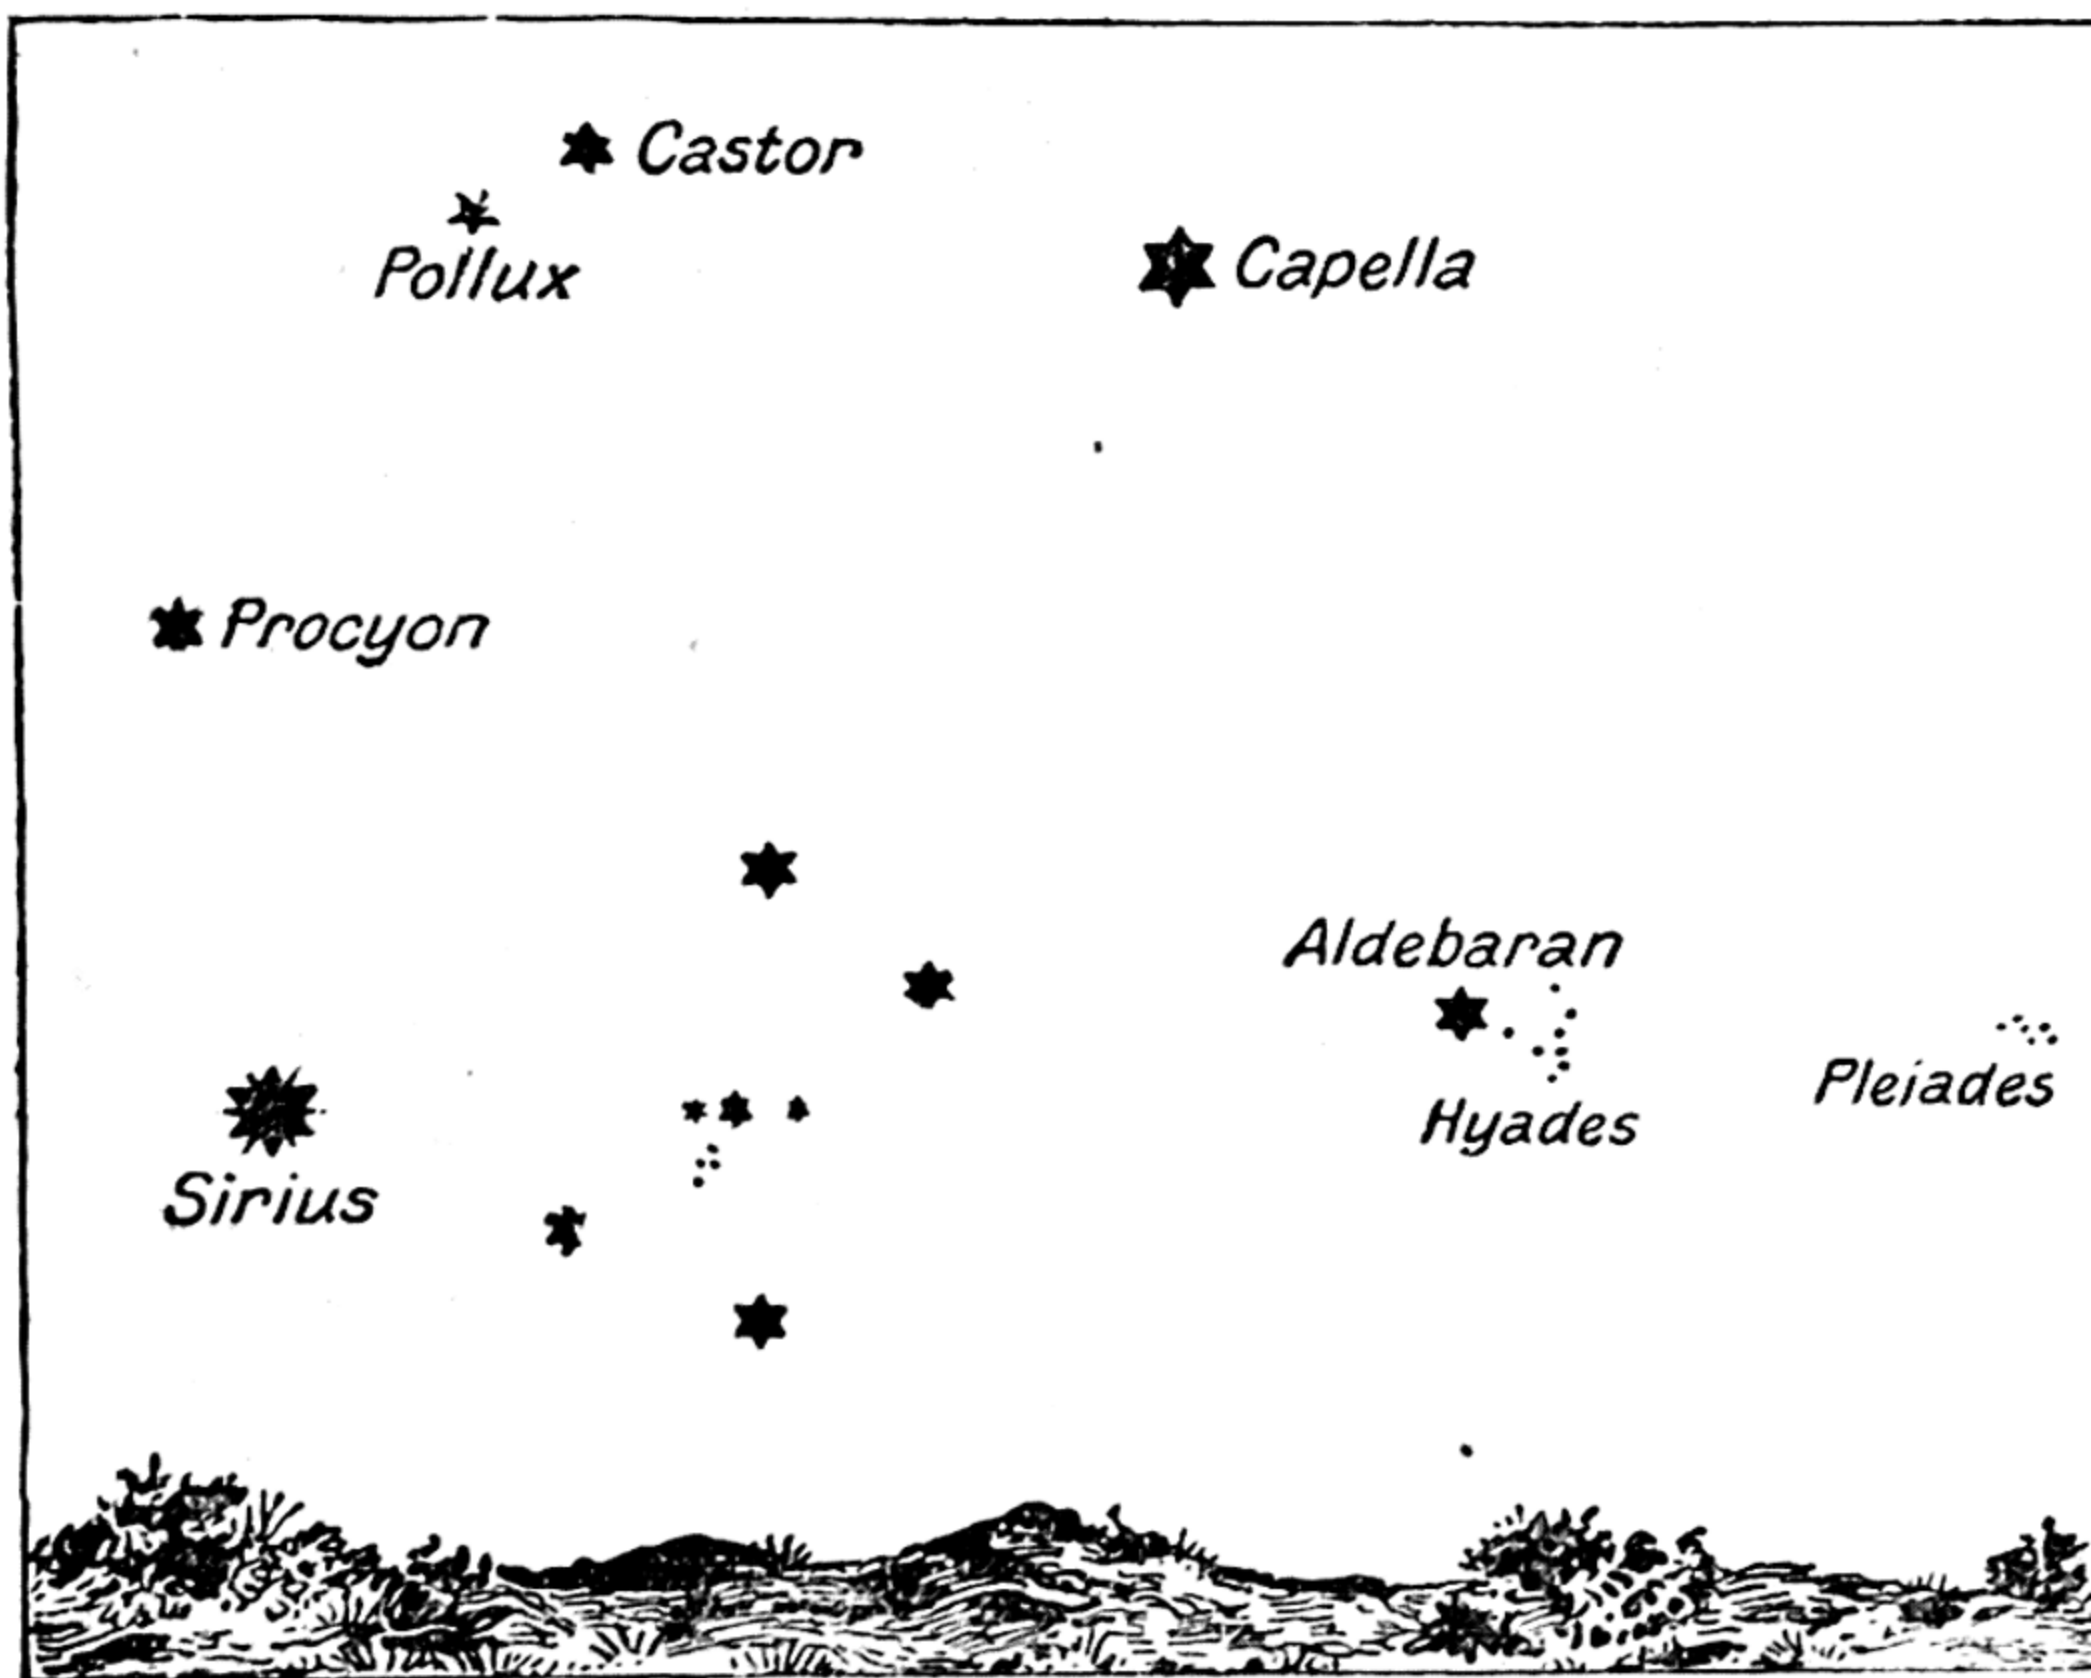 Castor
Pollux
Capella
Procyon
Aldebaran
Pleiades
Hyades
Sirius